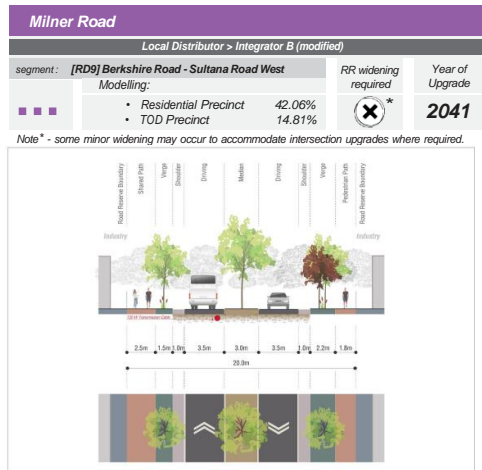 Milner Road
Local Distributor > Integrator B (modified)
segment : [RD9] Berkshire Road - Sultana Road West
Modelling:
• Residential Precinct 42.06%
• TOD Precinct 14.81%
RR widening
required
*
Year of
Upgrade
2041
Note* - some minor widening may occur to accommodate intersection upgrades where required.
Road Reserve Boundary
Shared Path
Verge
Shoulder
Driving
Median
Driving
Shoulder
Verge
Pedestrian Path
Road Reserve Boundary
Industry
Industry
132 kV Transmission Cable
2.5m 1.5m 1.0m 3.5m 3.0m 3.5m 1.0m 2.2m 1.8m
20.0m